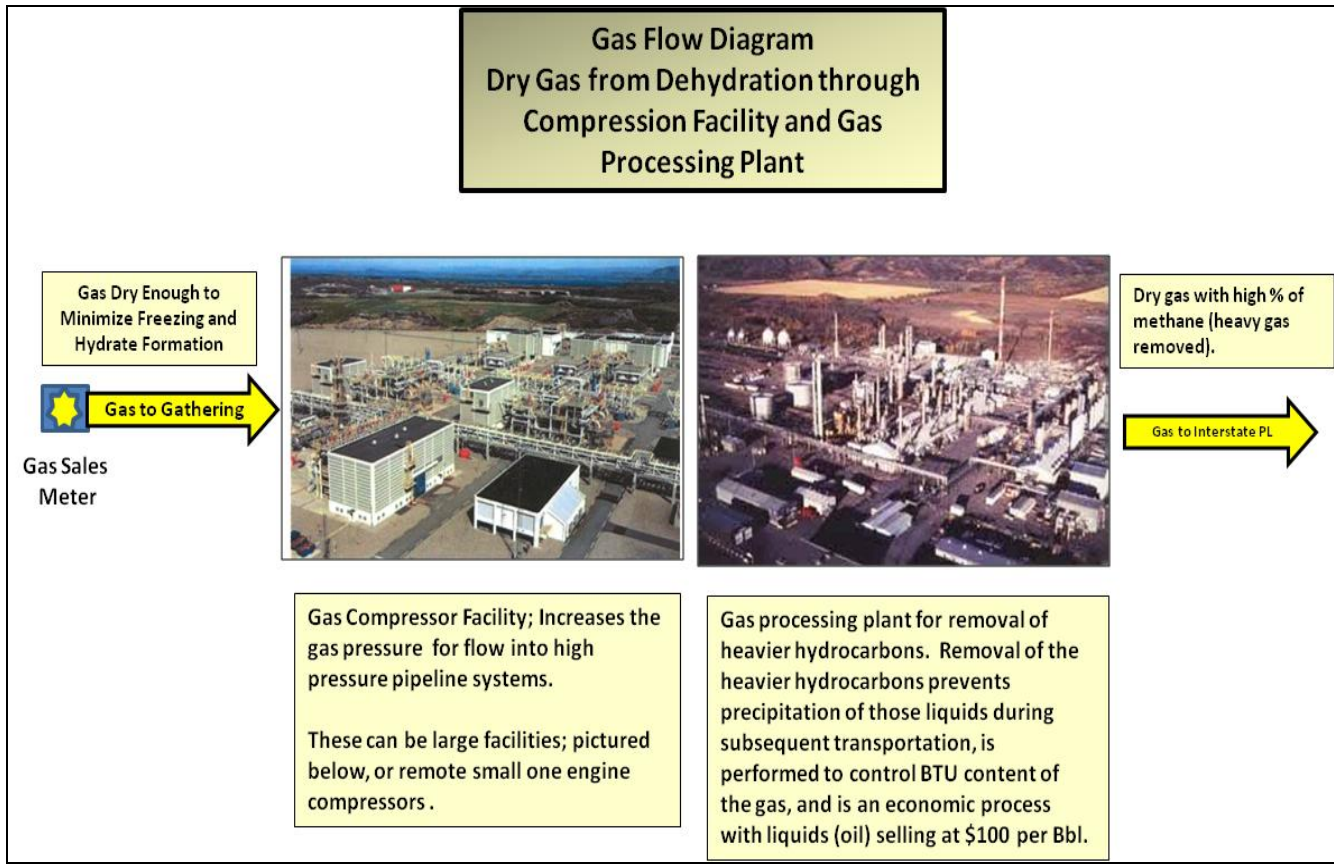 Gas Flow Diagram
Dry Gas from Dehydration through
Compression Facility and Gas
Processing Plant
Gas Dry Enough to
Minimize Freezing and
Hydrate Formation
Gas to Gathering
Gas Sales
Meter
Dry gas with high % of
methane (heavy gas
removed).
Gas to Interstate PL
Gas Compressor Facility; Increases the
gas pressure for flow into high
pressure pipeline systems.
These can be large facilities; pictured
below, or remote small one engine
compressors .
Gas processing plant for removal of
heavier hydrocarbons. Removal of the
heavier hydrocarbons prevents
precipitation of those liquids during
subsequent transportation, is
performed to control BTU content of
the gas, and is an economic process
with liquids (oil) selling at $100 per Bbl.